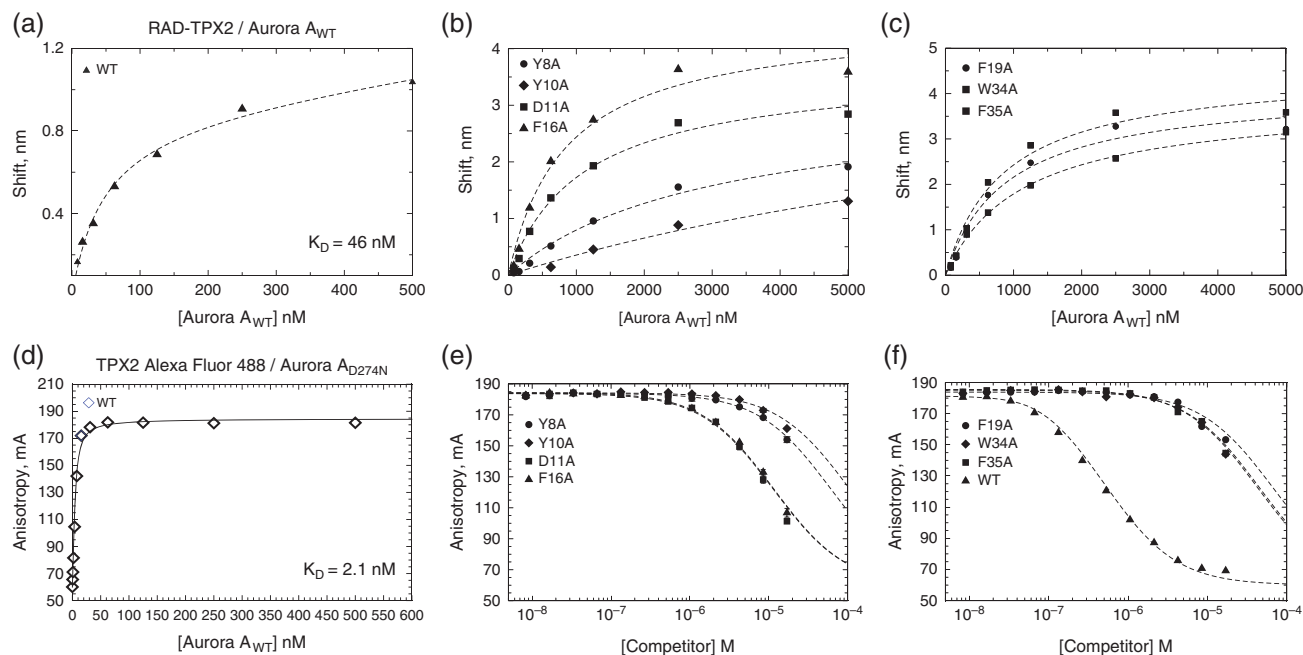 (a)
RAD-TPX2 / Aurora A_WT
1.2
0.8
0.4
0
100
200
300
400
500
Shift, nm
[Aurora A_WT] nM
WT
K_D = 46 nM
(b)
4
3
2
1
0
0
1000
2000
3000
4000
5000
Shift, nm
[Aurora A_WT] nM
Y8A
Y10A
D11A
F16A
(c)
5
4
3
2
1
0
0
1000
2000
3000
4000
5000
Shift, nm
[Aurora A_WT] nM
F19A
W34A
F35A
(d)
TPX2 Alexa Fluor 488 / Aurora A_D274N
210
190
170
150
130
110
90
70
50
0
50
100
150
200
250
300
350
400
450
500
550
600
Anisotropy, mA
[Aurora A_WT] nM
WT
K_D = 2.1 nM
(e)
190
170
150
130
110
90
70
50
10^−8
10^−7
10^−6
10^−5
10^−4
Anisotropy, mA
[Competitor] M
Y8A
Y10A
D11A
F16A
(f)
190
170
150
130
110
90
70
50
10^−8
10^−7
10^−6
10^−5
10^−4
Anisotropy, mA
[Competitor] M
F19A
W34A
F35A
WT